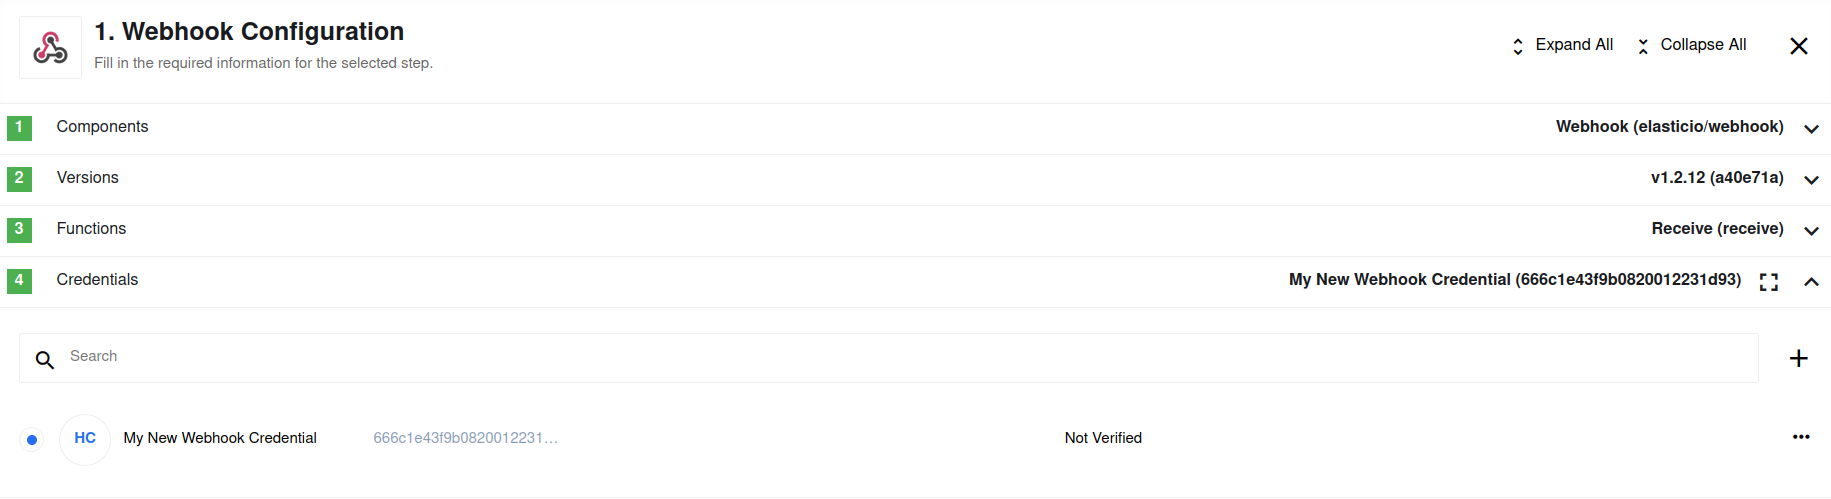 1. Webhook Configuration
Fill in the required information for the selected step.
Expand All
Collapse All
1 Components Webhook (elasticio/webhook)
2 Versions v1.2.12 (a40e71a)
3 Functions Receive (receive)
4 Credentials My New Webhook Credential (666c1e43f9b0820012231d93)
Search
HC My New Webhook Credential 666c1e43f9b0820012231... Not Verified